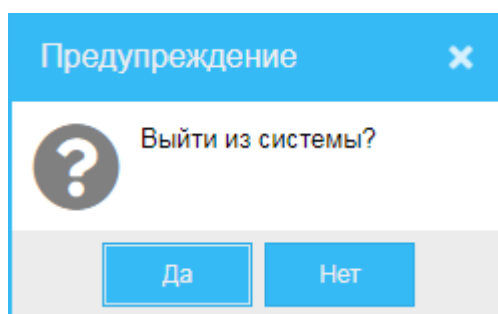 Предупреждение
Выйти из системы?
Да
Нет